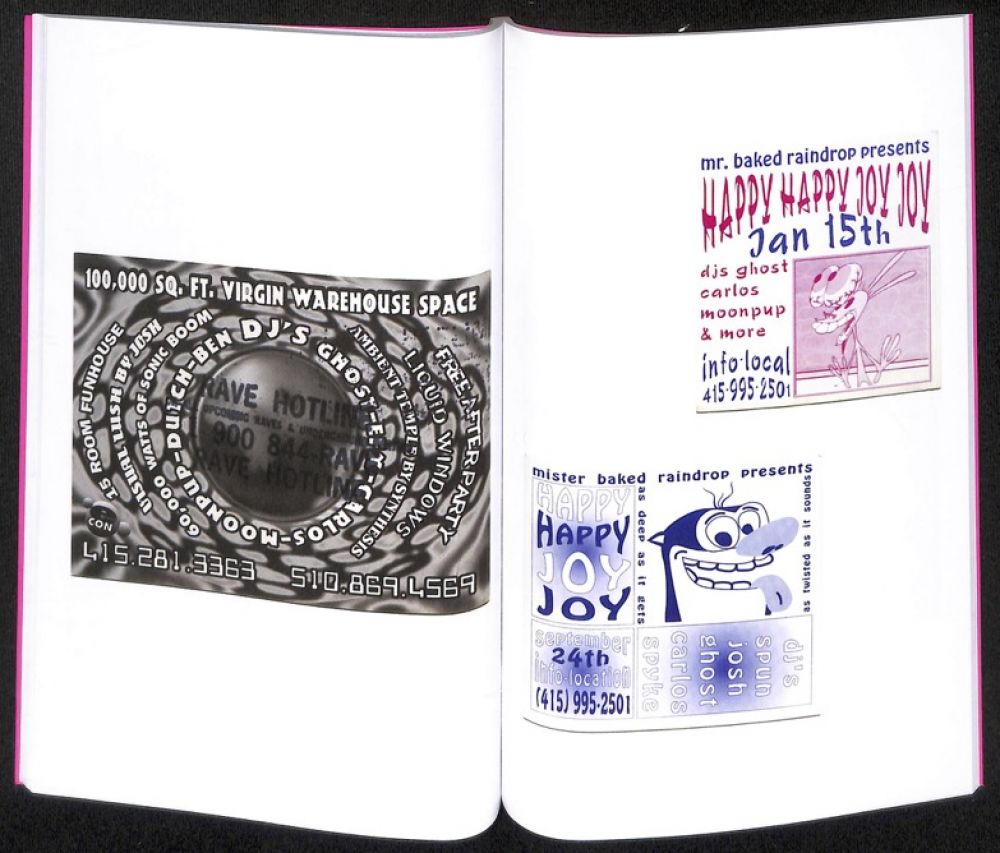 100,000 SQ. FT. VIRGIN WAREHOUSE SPACE
15 ROOM FUNHOUSE
VISUAL LUSH BY JOSH
60,000 WATTS OF SONIC BOOM
MOONPUP-DUTCH-BEN DJ'S GHOST-JELY-CARLOS-
AMBIENT TEMPLE BY SYNTHESIS
LIQUID WINDOWS
FREE AFTER PARTY
RAVE HOTLINE
UPCOMING RAVES & UNDERGROUND
900 844-RAVE
RAVE HOTLINE
CON
415.281.3363 510.869.4569
mr. baked raindrop presents
HAPPY HAPPY JOY JOY
Jan 15th
djs ghost
carlos
moonpup
& more
info-local
415-995-2501
mister baked raindrop presents
HAPPY
HAPPY
JOY
JOY
as deep as it gets
as twisted as it sounds
september
24th
info-location
(415) 995-2501
dj's
spun
josh
ghost
carlos
spyke